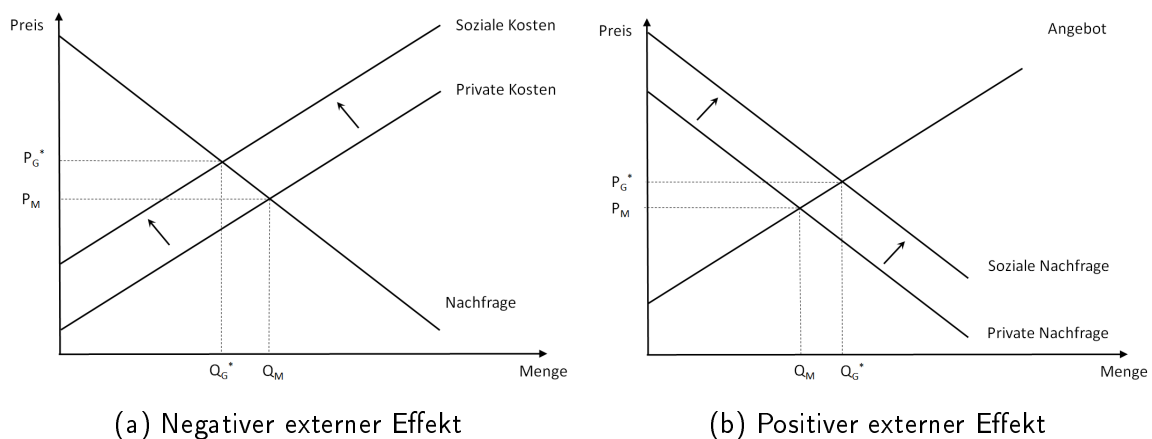 Preis
Soziale Kosten
Private Kosten
P_G*
P_M
Nachfrage
Q_G*
Q_M
Menge
(a) Negativer externer Effekt
Preis
Angebot
P_G*
P_M
Soziale Nachfrage
Private Nachfrage
Q_M
Q_G*
Menge
(b) Positiver externer Effekt